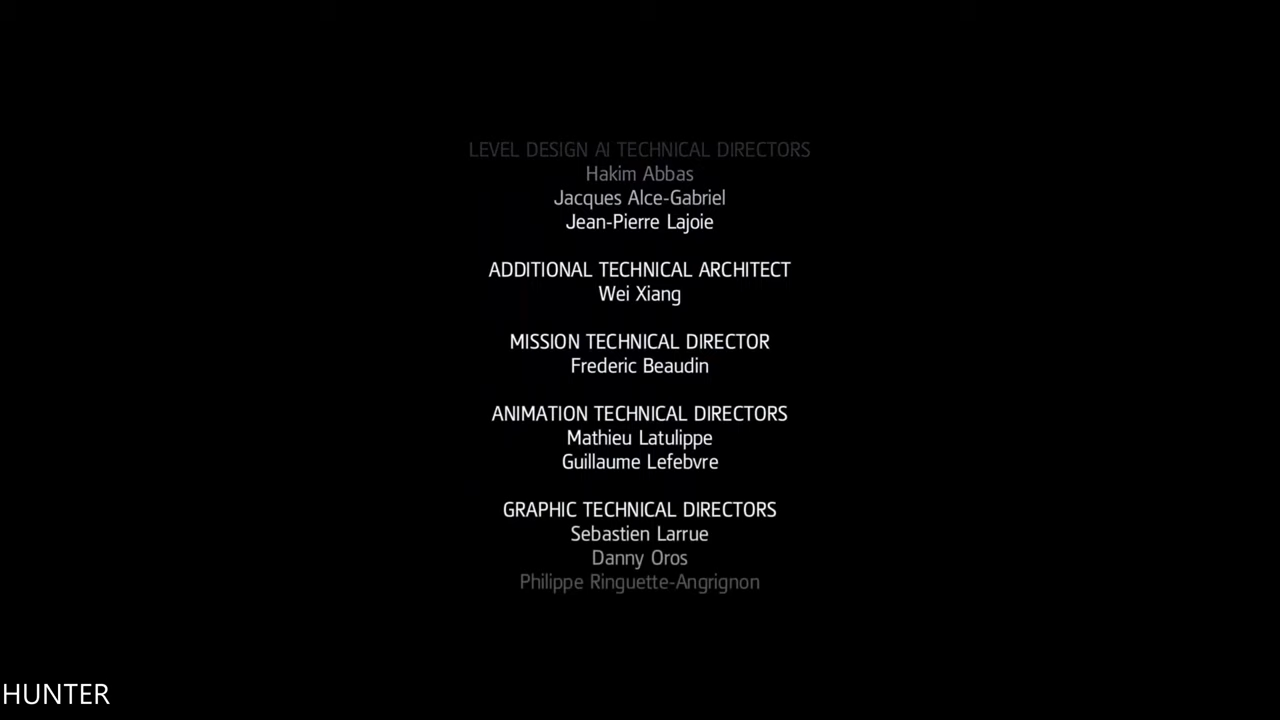 LEVEL DESIGN AI TECHNICAL DIRECTORS
Hakim Abbas
Jacques Alce-Gabriel
Jean-Pierre Lajoie
ADDITIONAL TECHNICAL ARCHITECT
Wei Xiang
MISSION TECHNICAL DIRECTOR
Frederic Beaudin
ANIMATION TECHNICAL DIRECTORS
Mathieu Latulippe
Guillaume Lefebvre
GRAPHIC TECHNICAL DIRECTORS
Sebastien Larrue
Danny Oros
Philippe Ringuette-Angrignon
HUNTER